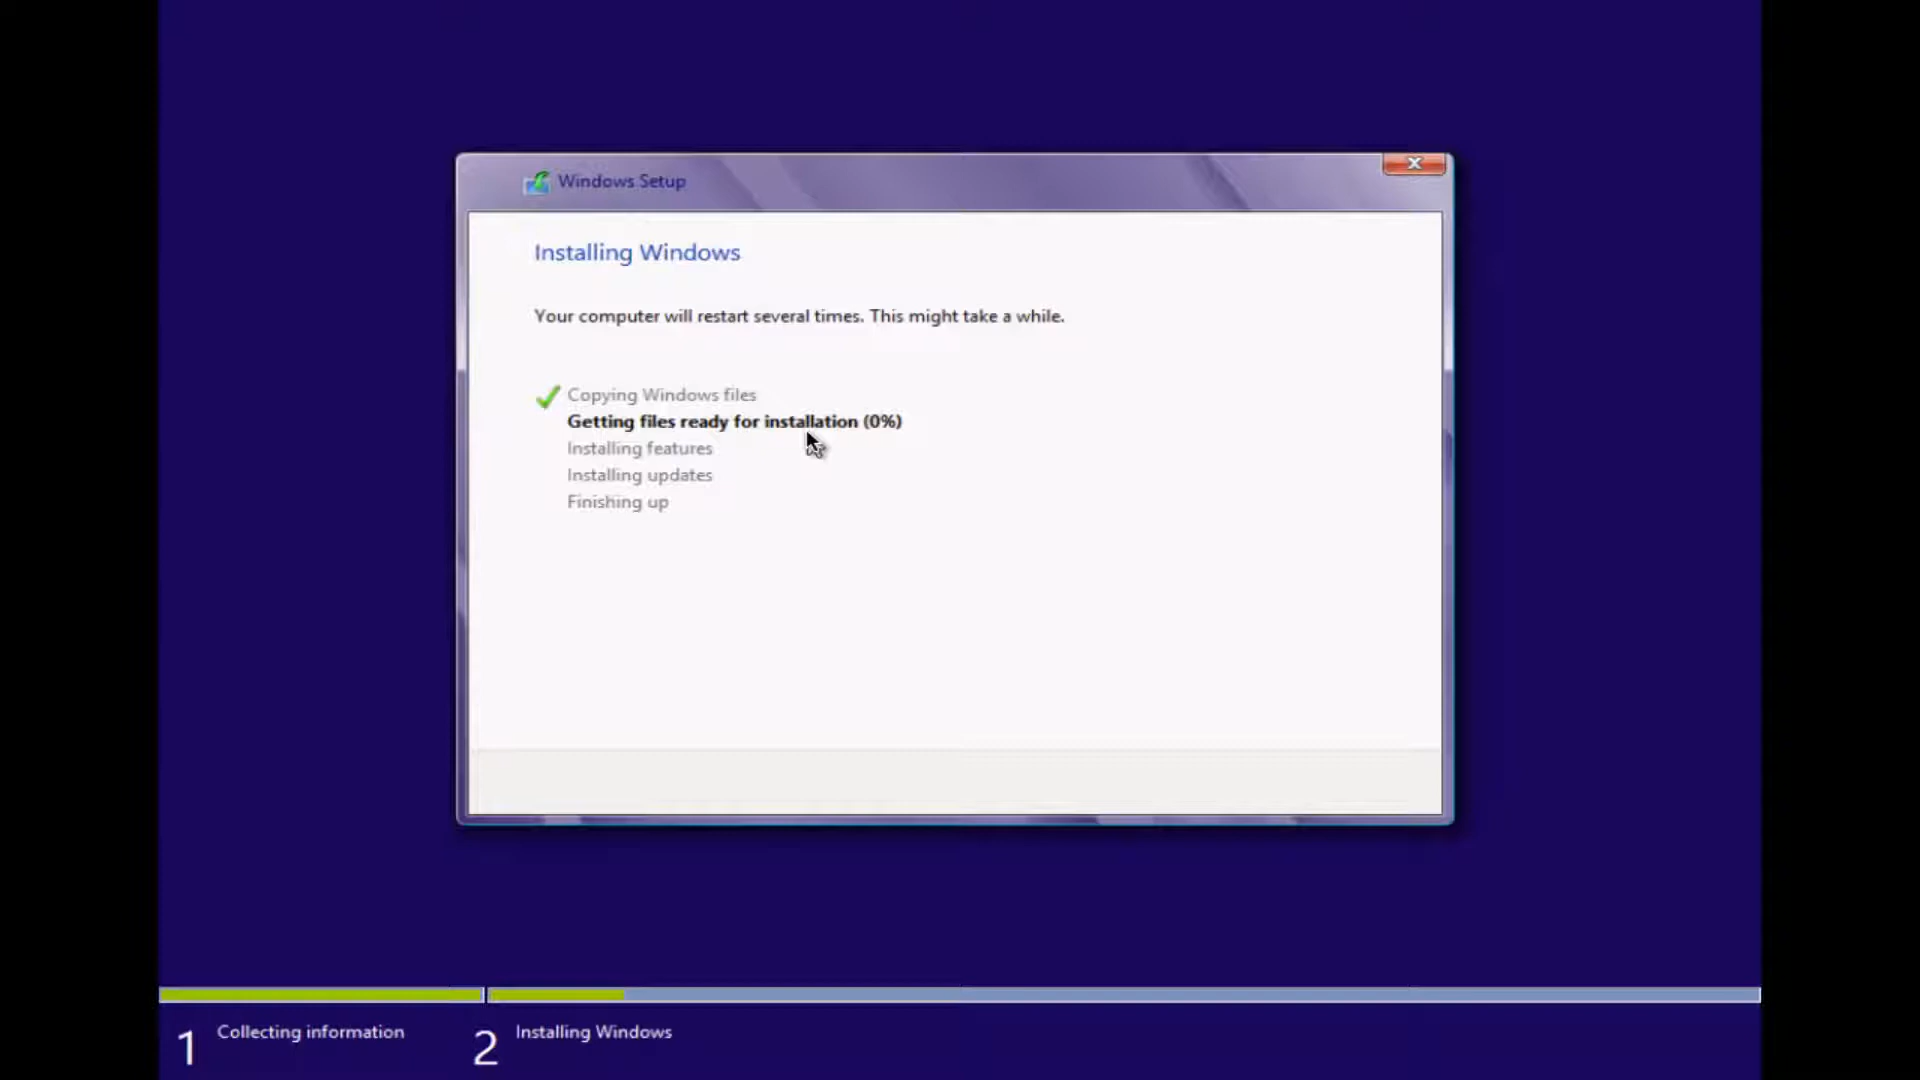 Windows Setup
Installing Windows
Your computer will restart several times. This might take a while.
Copying Windows files
Getting files ready for installation (0%)
Installing features
Installing updates
Finishing up
1 Collecting information
2 Installing Windows